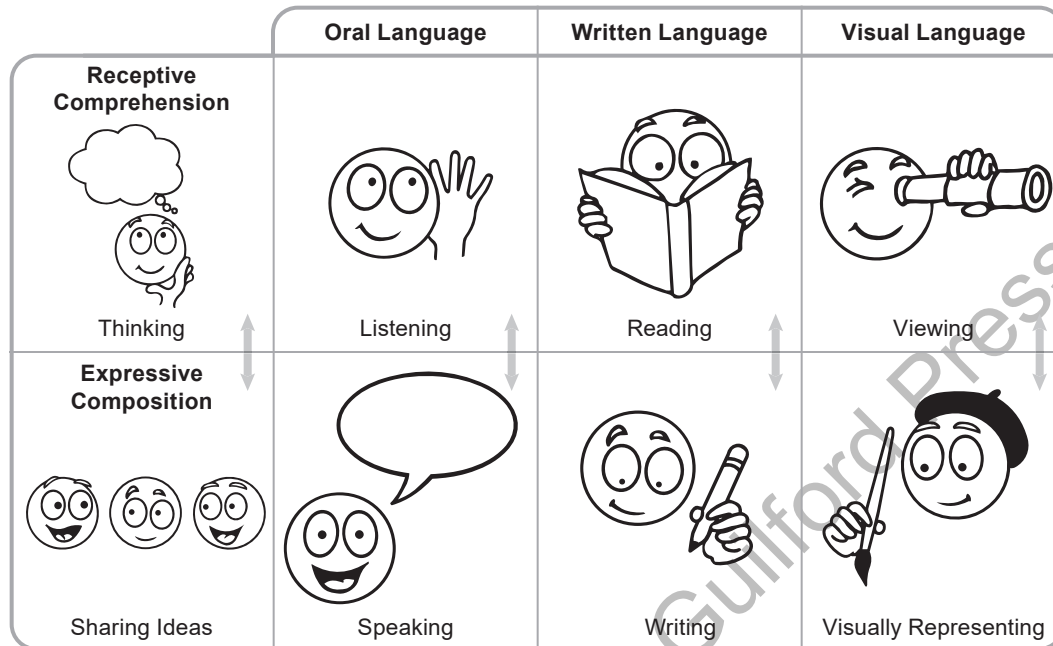 Oral Language
Written Language
Visual Language
Receptive
Comprehension
Thinking
Listening
Reading
Viewing
Expressive
Composition
Sharing Ideas
Speaking
Writing
Visually Representing
Guilford Press